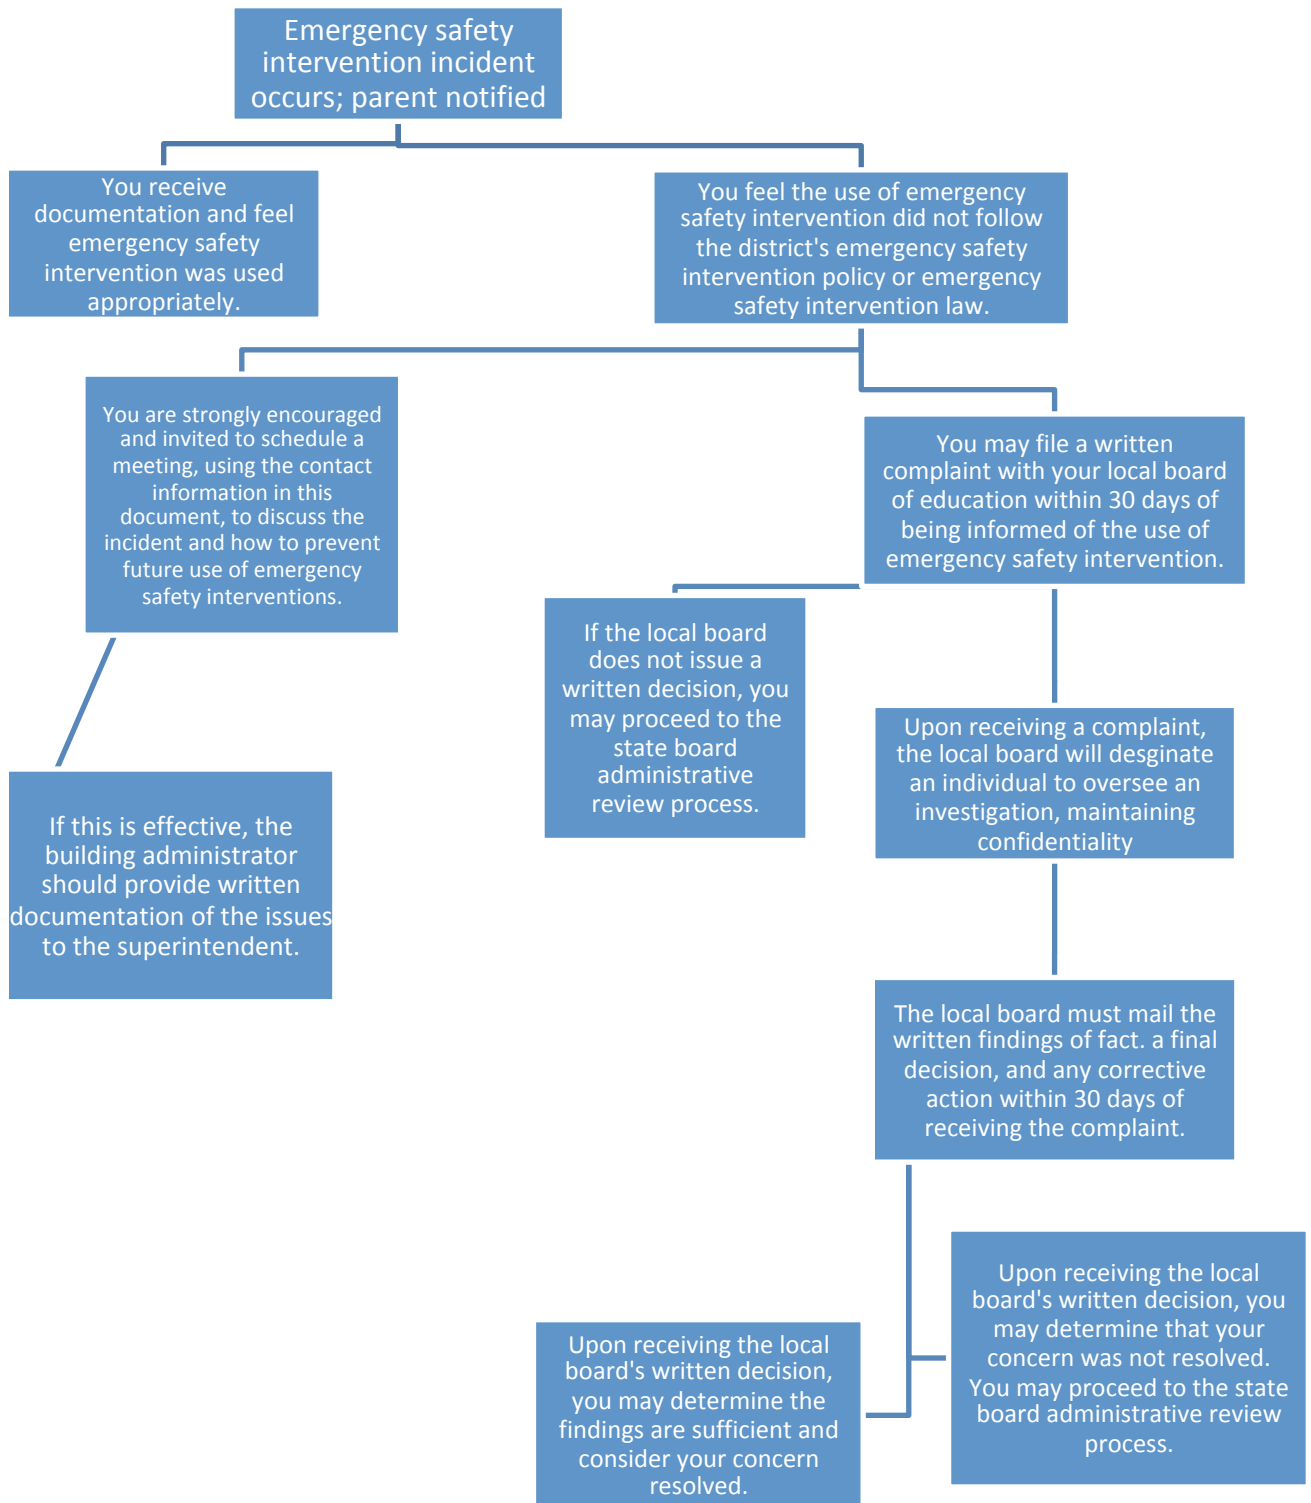 Emergency safety
intervention incident
occurs; parent notified
You receive
documentation and feel
emergency safety
intervention was used
appropriately.
You feel the use of emergency
safety intervention did not follow
the district's emergency safety
intervention policy or emergency
safety intervention law.
You are strongly encouraged
and invited to schedule a
meeting, using the contact
information in this
document, to discuss the
incident and how to prevent
future use of emergency
safety interventions.
You may file a written
complaint with your local board
of education within 30 days of
being informed of the use of
emergency safety intervention.
If the local board
does not issue a
written decision, you
may proceed to the
state board
administrative
review process.
Upon receiving a complaint,
the local board will desginate
an individual to oversee an
investigation, maintaining
confidentiality
If this is effective, the
building administrator
should provide written
documentation of the issues
to the superintendent.
The local board must mail the
written findings of fact. a final
decision, and any corrective
action within 30 days of
receiving the complaint.
Upon receiving the local
board's written decision, you
may determine that your
concern was not resolved.
You may proceed to the state
board administrative review
process.
Upon receiving the local
board's written decision,
you may determine the
findings are sufficient and
consider your concern
resolved.